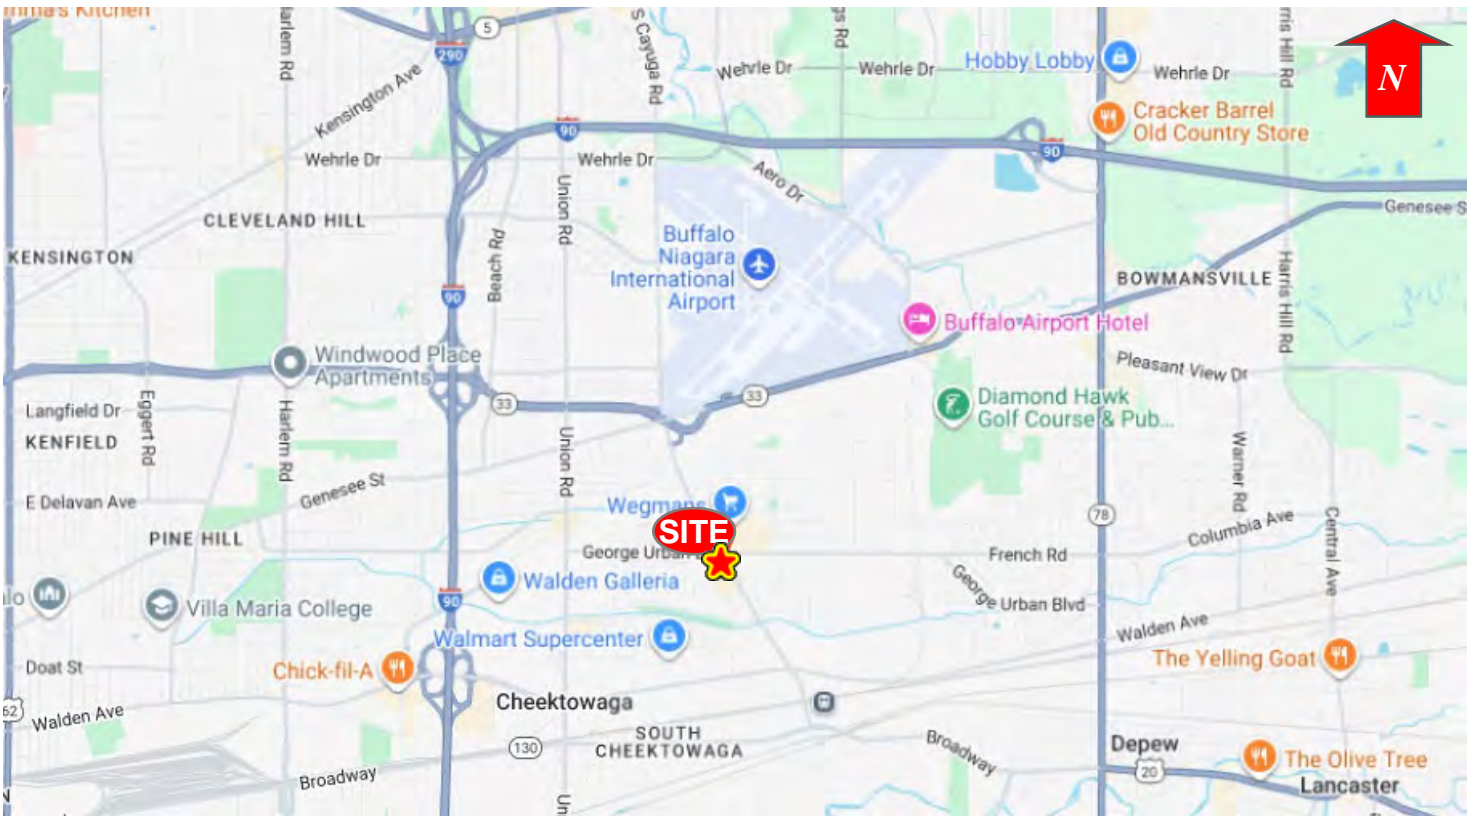 Kitchen
Harlem Rd
290
5
S Cayuga Rd
Rd
Wehrle Dr
Wehrle Dr
Hobby Lobby
Wehrle Dr
N
Kensington Ave
90
Cracker Barrel
Old Country Store
Wehrle Dr
Wehrle Dr
90
Aero Dr
Union Rd
Genesee S
CLEVELAND HILL
Buffalo
Niagara
International
Airport
KENSINGTON
Beach Rd
BOWMANSVILLE
Harris Hill Rd
90
Buffalo Airport Hotel
Windwood Place
Apartments
Pleasant View Dr
33
33
Diamond Hawk
Golf Course & Pub...
Langfield Dr
Eggert Rd
Harlem Rd
KENFIELD
Union Rd
Warner Rd
Genesee St
E Delavan Ave
Wegmans
78
Columbia Ave
Central Ave
PINE HILL
SITE
George Urban
French Rd
Walden Galleria
George Urban Blvd
90
Villa Maria College
Walmart Supercenter
Walden Ave
Doat St
Chick-fil-A
The Yelling Goat
62
Walden Ave
Cheektowaga
SOUTH
CHEEKTOWAGA
130
Broadway
Depew
20
The Olive Tree
Lancaster
Broadway
Un
N